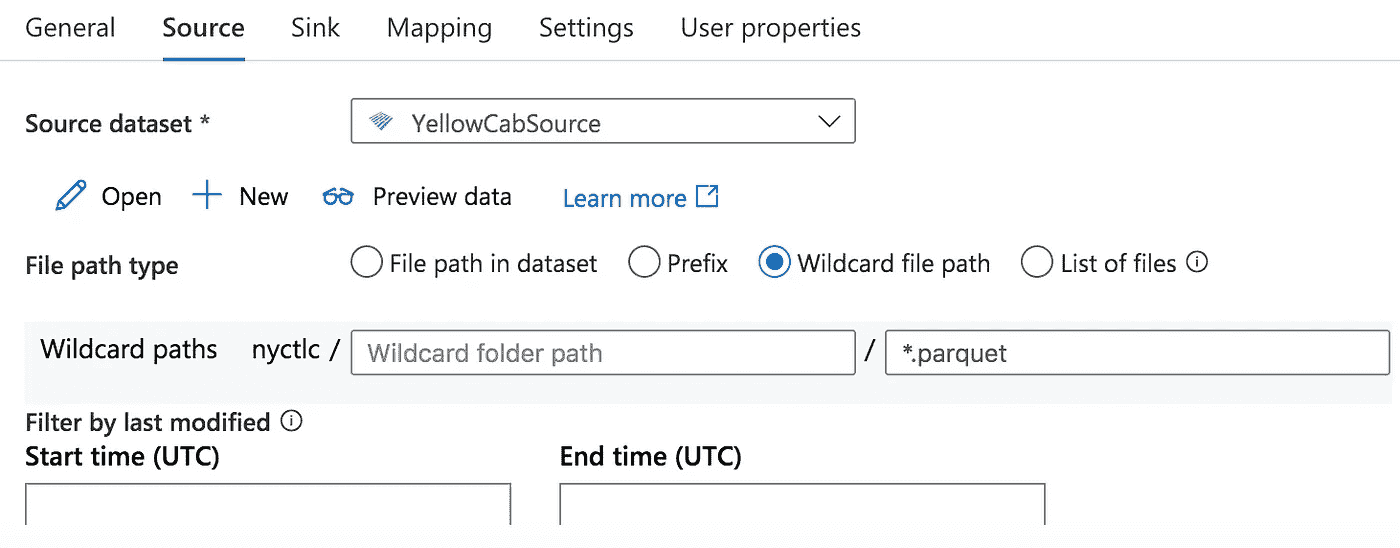 General Source Sink Mapping Settings User properties
Source dataset * YellowCabSource
Open New Preview data Learn more
File path type File path in dataset Prefix Wildcard file path List of files
Wildcard paths nyctlc / Wildcard folder path / *.parquet
Filter by last modified
Start time (UTC) End time (UTC)